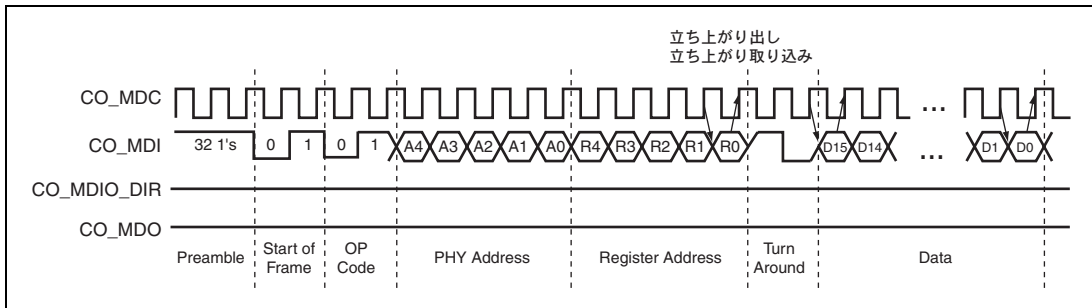 立ち上がり出し
立ち上がり取り込み
CO_MDC
...
CO_MDI
32 1's 0 1 0 1 A4 A3 A2 A1 A0 R4 R3 R2 R1 R0 D15 D14 ... D1 D0
CO_MDIO_DIR
CO_MDO
Preamble
Start of
Frame
OP
Code
PHY Address
Register Address
Turn
Around
Data